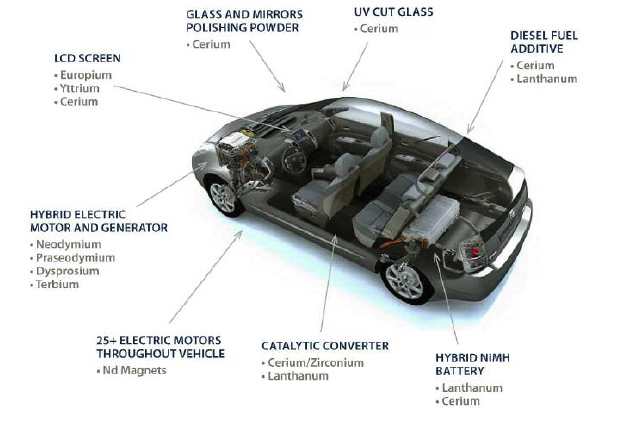 GLASS AND MIRRORS
POLISHING POWDER
• Cerium
UV CUT GLASS
• Cerium
DIESEL FUEL
ADDITIVE
• Cerium
• Lanthanum
LCD SCREEN
• Europium
• Yttrium
• Cerium
HYBRID ELECTRIC
MOTOR AND GENERATOR
• Neodymium
• Praseodymium
• Dysprosium
• Terbium
25+ ELECTRIC MOTORS
THROUGHOUT VEHICLE
• Nd Magnets
CATALYTIC CONVERTER
• Cerium/Zirconium
• Lanthanum
HYBRID NiMH
BATTERY
• Lanthanum
• Cerium